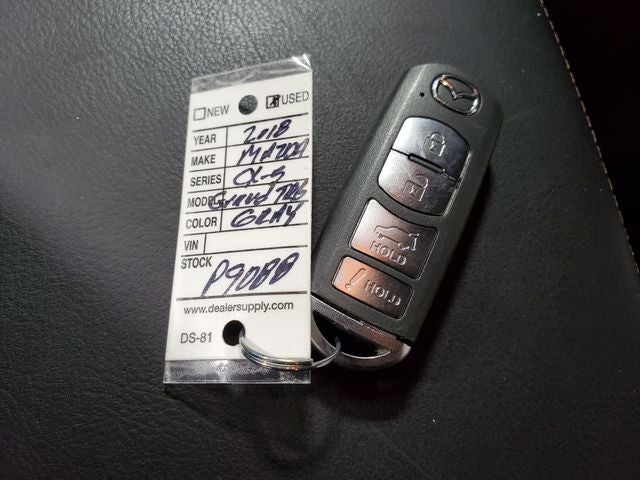 NEW USED
YEAR 2018
MAKE MAZDA
SERIES CX-5
MODEL Grand TRG
COLOR GRAY
VIN
STOCK P9088
www.dealersupply.com
DS-81
HOLD
! HOLD